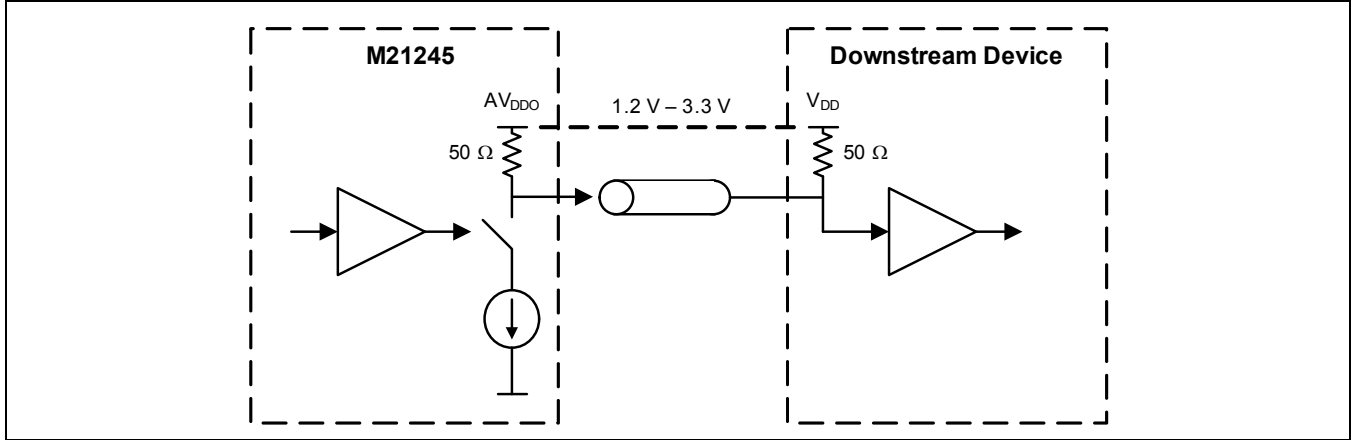 M21245
Downstream Device
AVDDO
1.2 V – 3.3 V
VDD
50 Ω
50 Ω